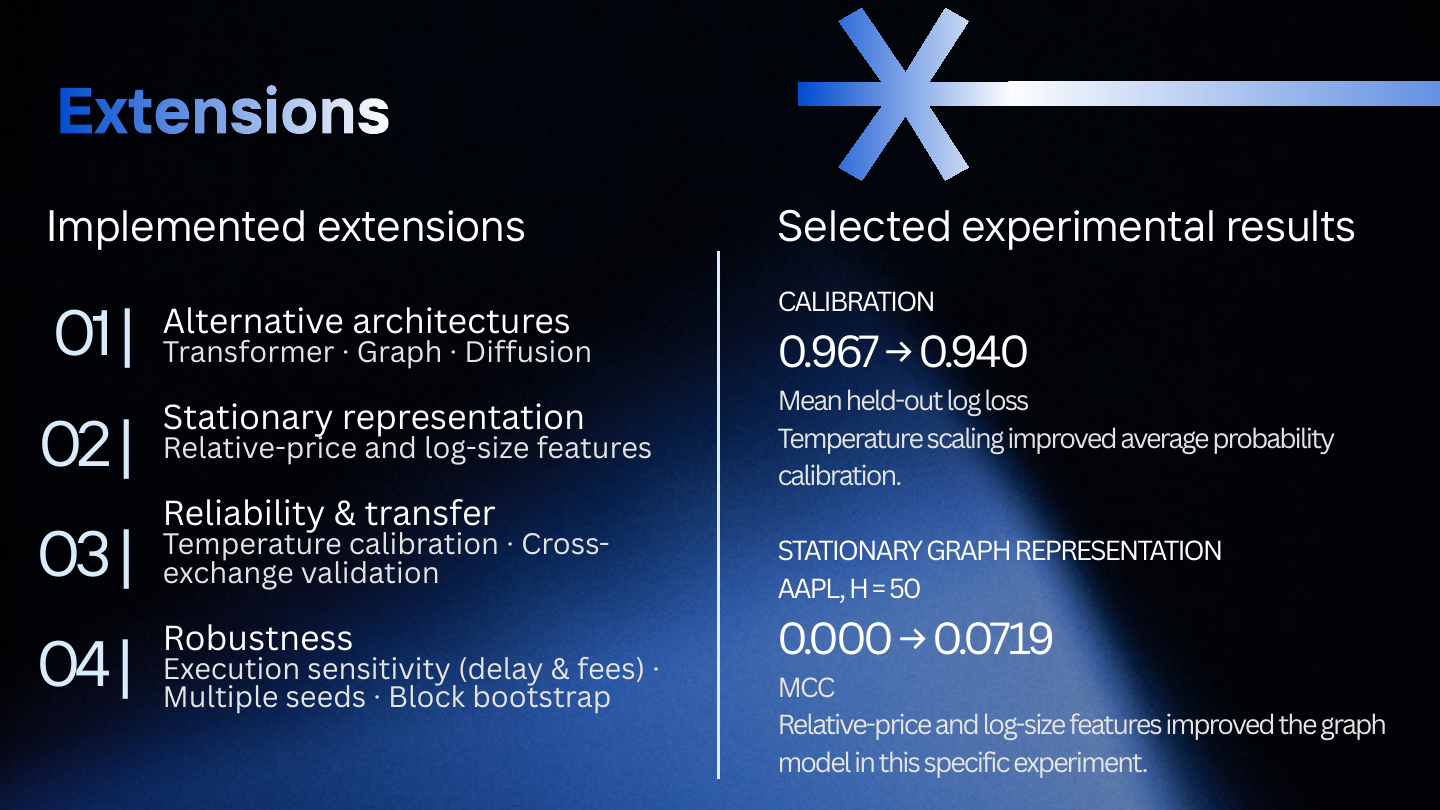 Extensions
Implemented extensions
01 |
Alternative architectures
Transformer · Graph · Diffusion
02 |
Stationary representation
Relative-price and log-size features
03 |
Reliability & transfer
Temperature calibration · Cross-
exchange validation
04 |
Robustness
Execution sensitivity (delay & fees) ·
Multiple seeds · Block bootstrap
Selected experimental results
CALIBRATION
0.967 → 0.940
Mean held-out log loss
Temperature scaling improved average probability
calibration.
STATIONARY GRAPH REPRESENTATION
AAPL, H = 50
0.000 → 0.0719
MCC
Relative-price and log-size features improved the graph
model in this specific experiment.